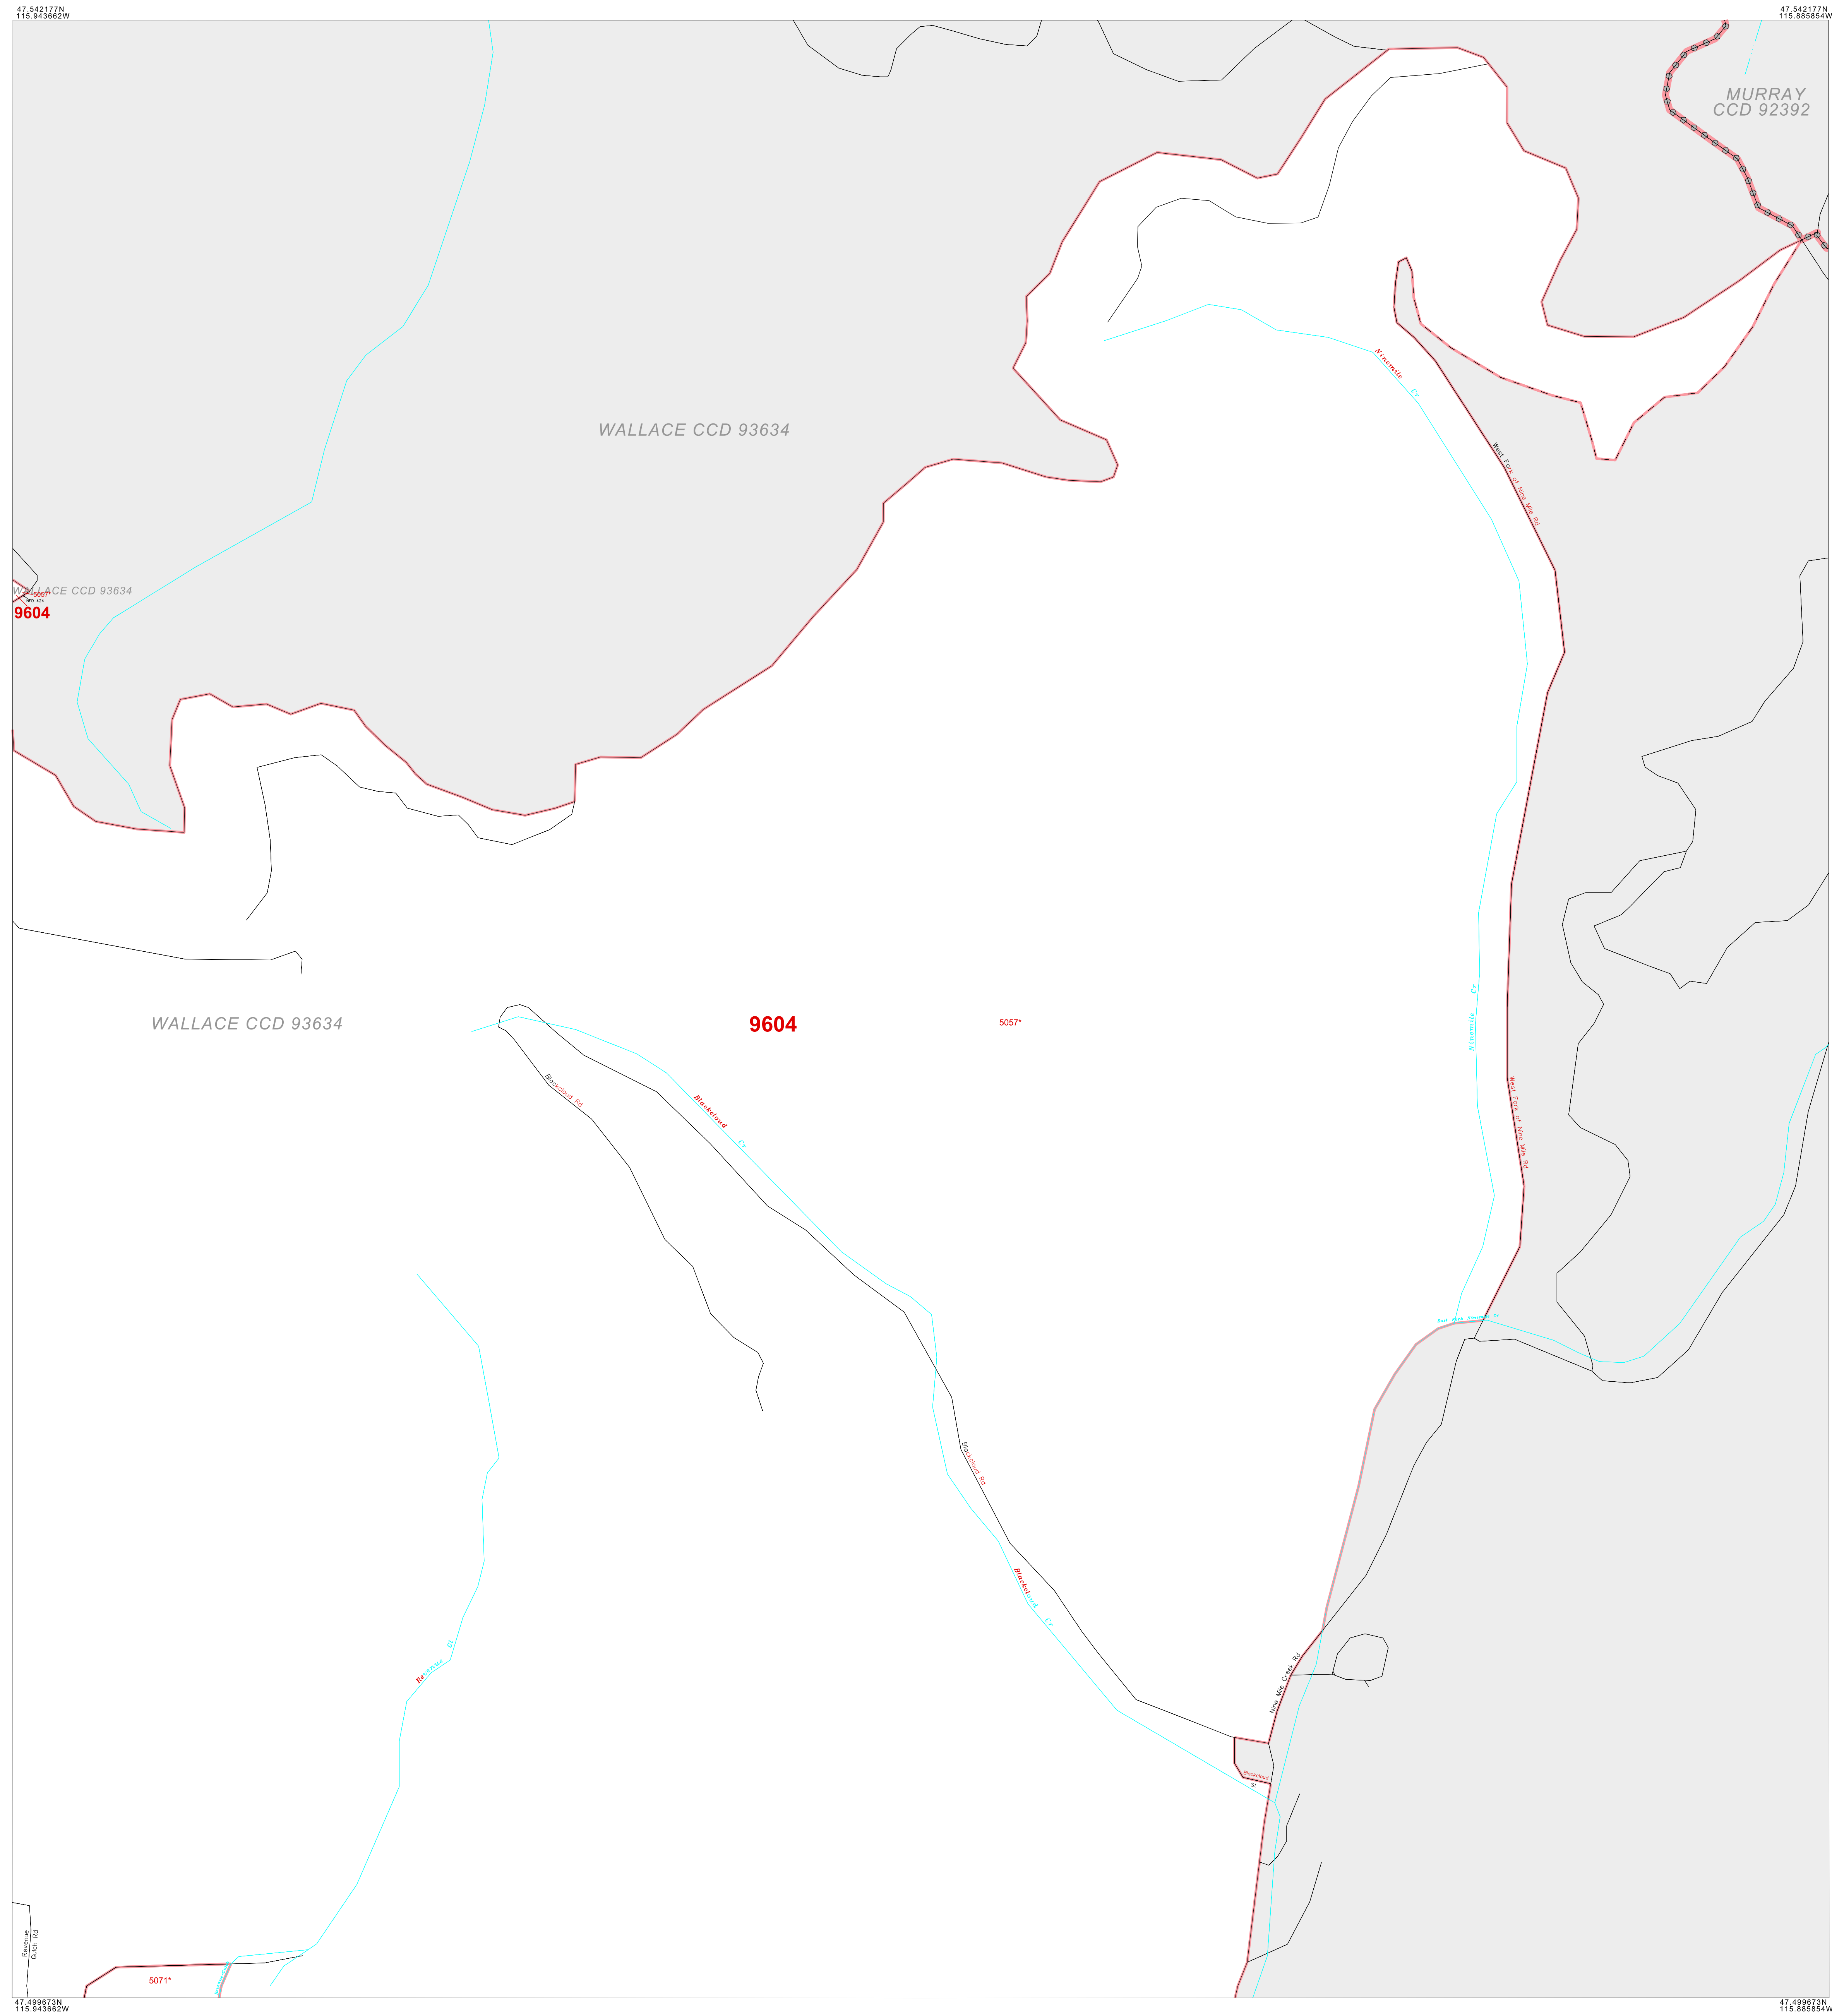 47.542177N
115.943662W
47.542177N
115.885854W
MURRAY
CCD 92392
Ninemile Cr
WALLACE CCD 93634
West Fork of Nine Mile Rd
WALLACE CCD 93634
5057*
9604
WALLACE CCD 93634
9604
5057*
Ninemile Cr
Blackcloud Rd
Blackcloud Cr
West Fork of Nine Mile Rd
Blackcloud Rd
Blackcloud Cr
Revenue Gl
Nine Mile Creek Rd
Blackcloud
St
Revenue
Gulch Rd
5071*
47.499673N
115.943662W
47.499673N
115.885854W